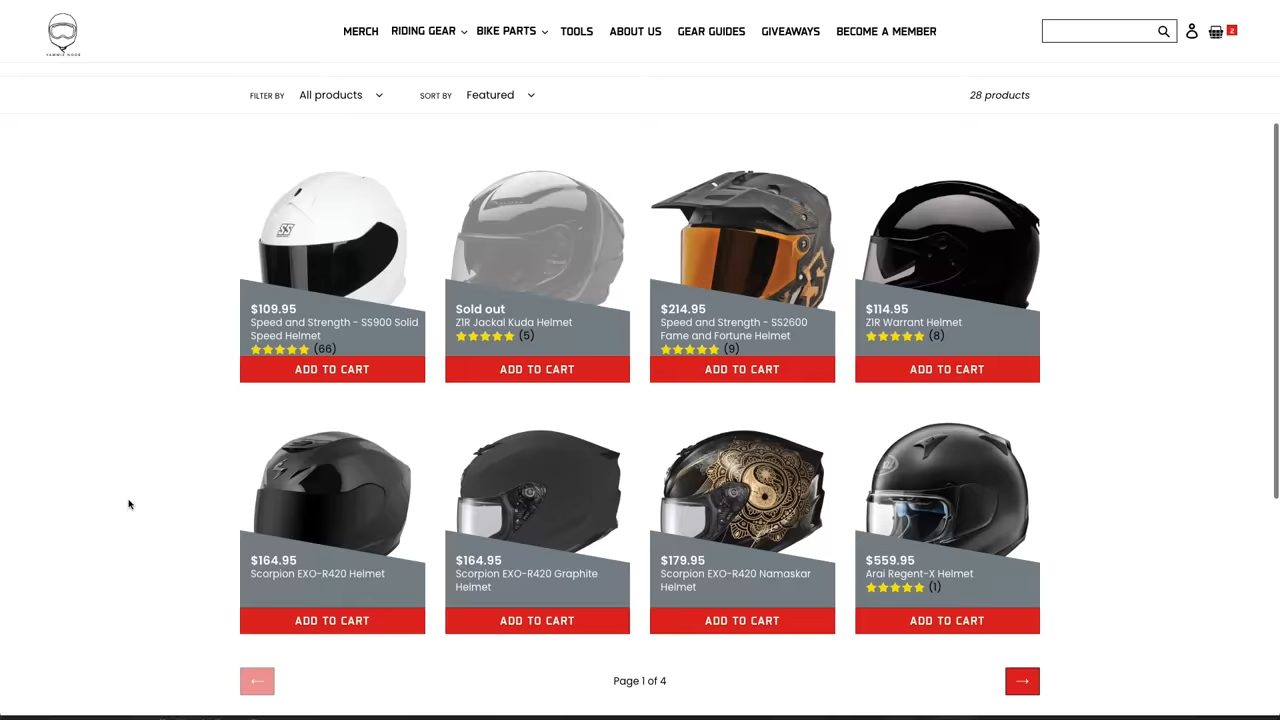 MERCH RIDING GEAR BIKE PARTS TOOLS ABOUT US GEAR GUIDES GIVEAWAYS BECOME A MEMBER
2
YAMMIE NOOB
FILTER BY All products SORT BY Featured 28 products
SS
$109.95
Speed and Strength - SS900 Solid
Speed Helmet
(66)
ADD TO CART
Sold out
Z1R Jackal Kuda Helmet
(5)
ADD TO CART
$214.95
Speed and Strength - SS2600
Fame and Fortune Helmet
(9)
ADD TO CART
$114.95
Z1R Warrant Helmet
(8)
ADD TO CART
$164.95
Scorpion EXO-R420 Helmet
ADD TO CART
$164.95
Scorpion EXO-R420 Graphite
Helmet
ADD TO CART
$179.95
Scorpion EXO-R420 Namaskar
Helmet
ADD TO CART
$559.95
Arai Regent-X Helmet
(1)
ADD TO CART
Page 1 of 4